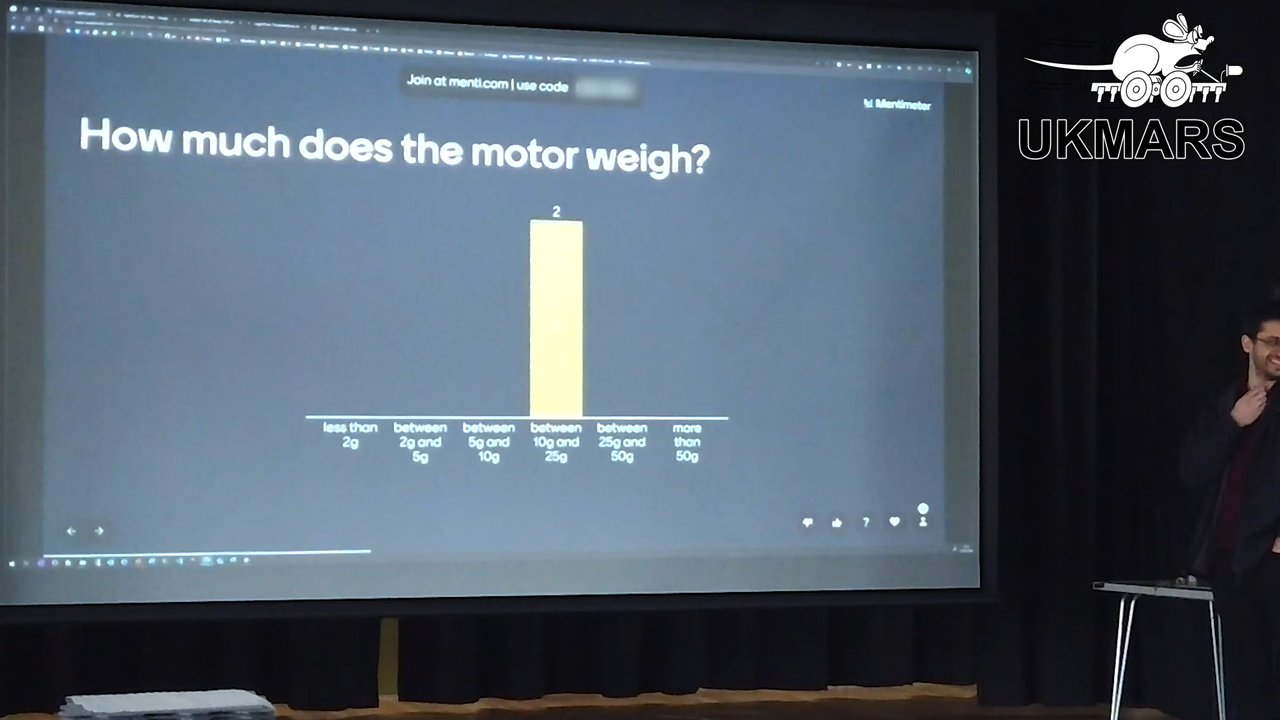 Join at menti.com | use code
Mentimeter
UKMARS
How much does the motor weigh?
2
less than
2g
between
2g and
5g
between
5g and
10g
between
10g and
25g
between
25g and
50g
more
than
50g
?